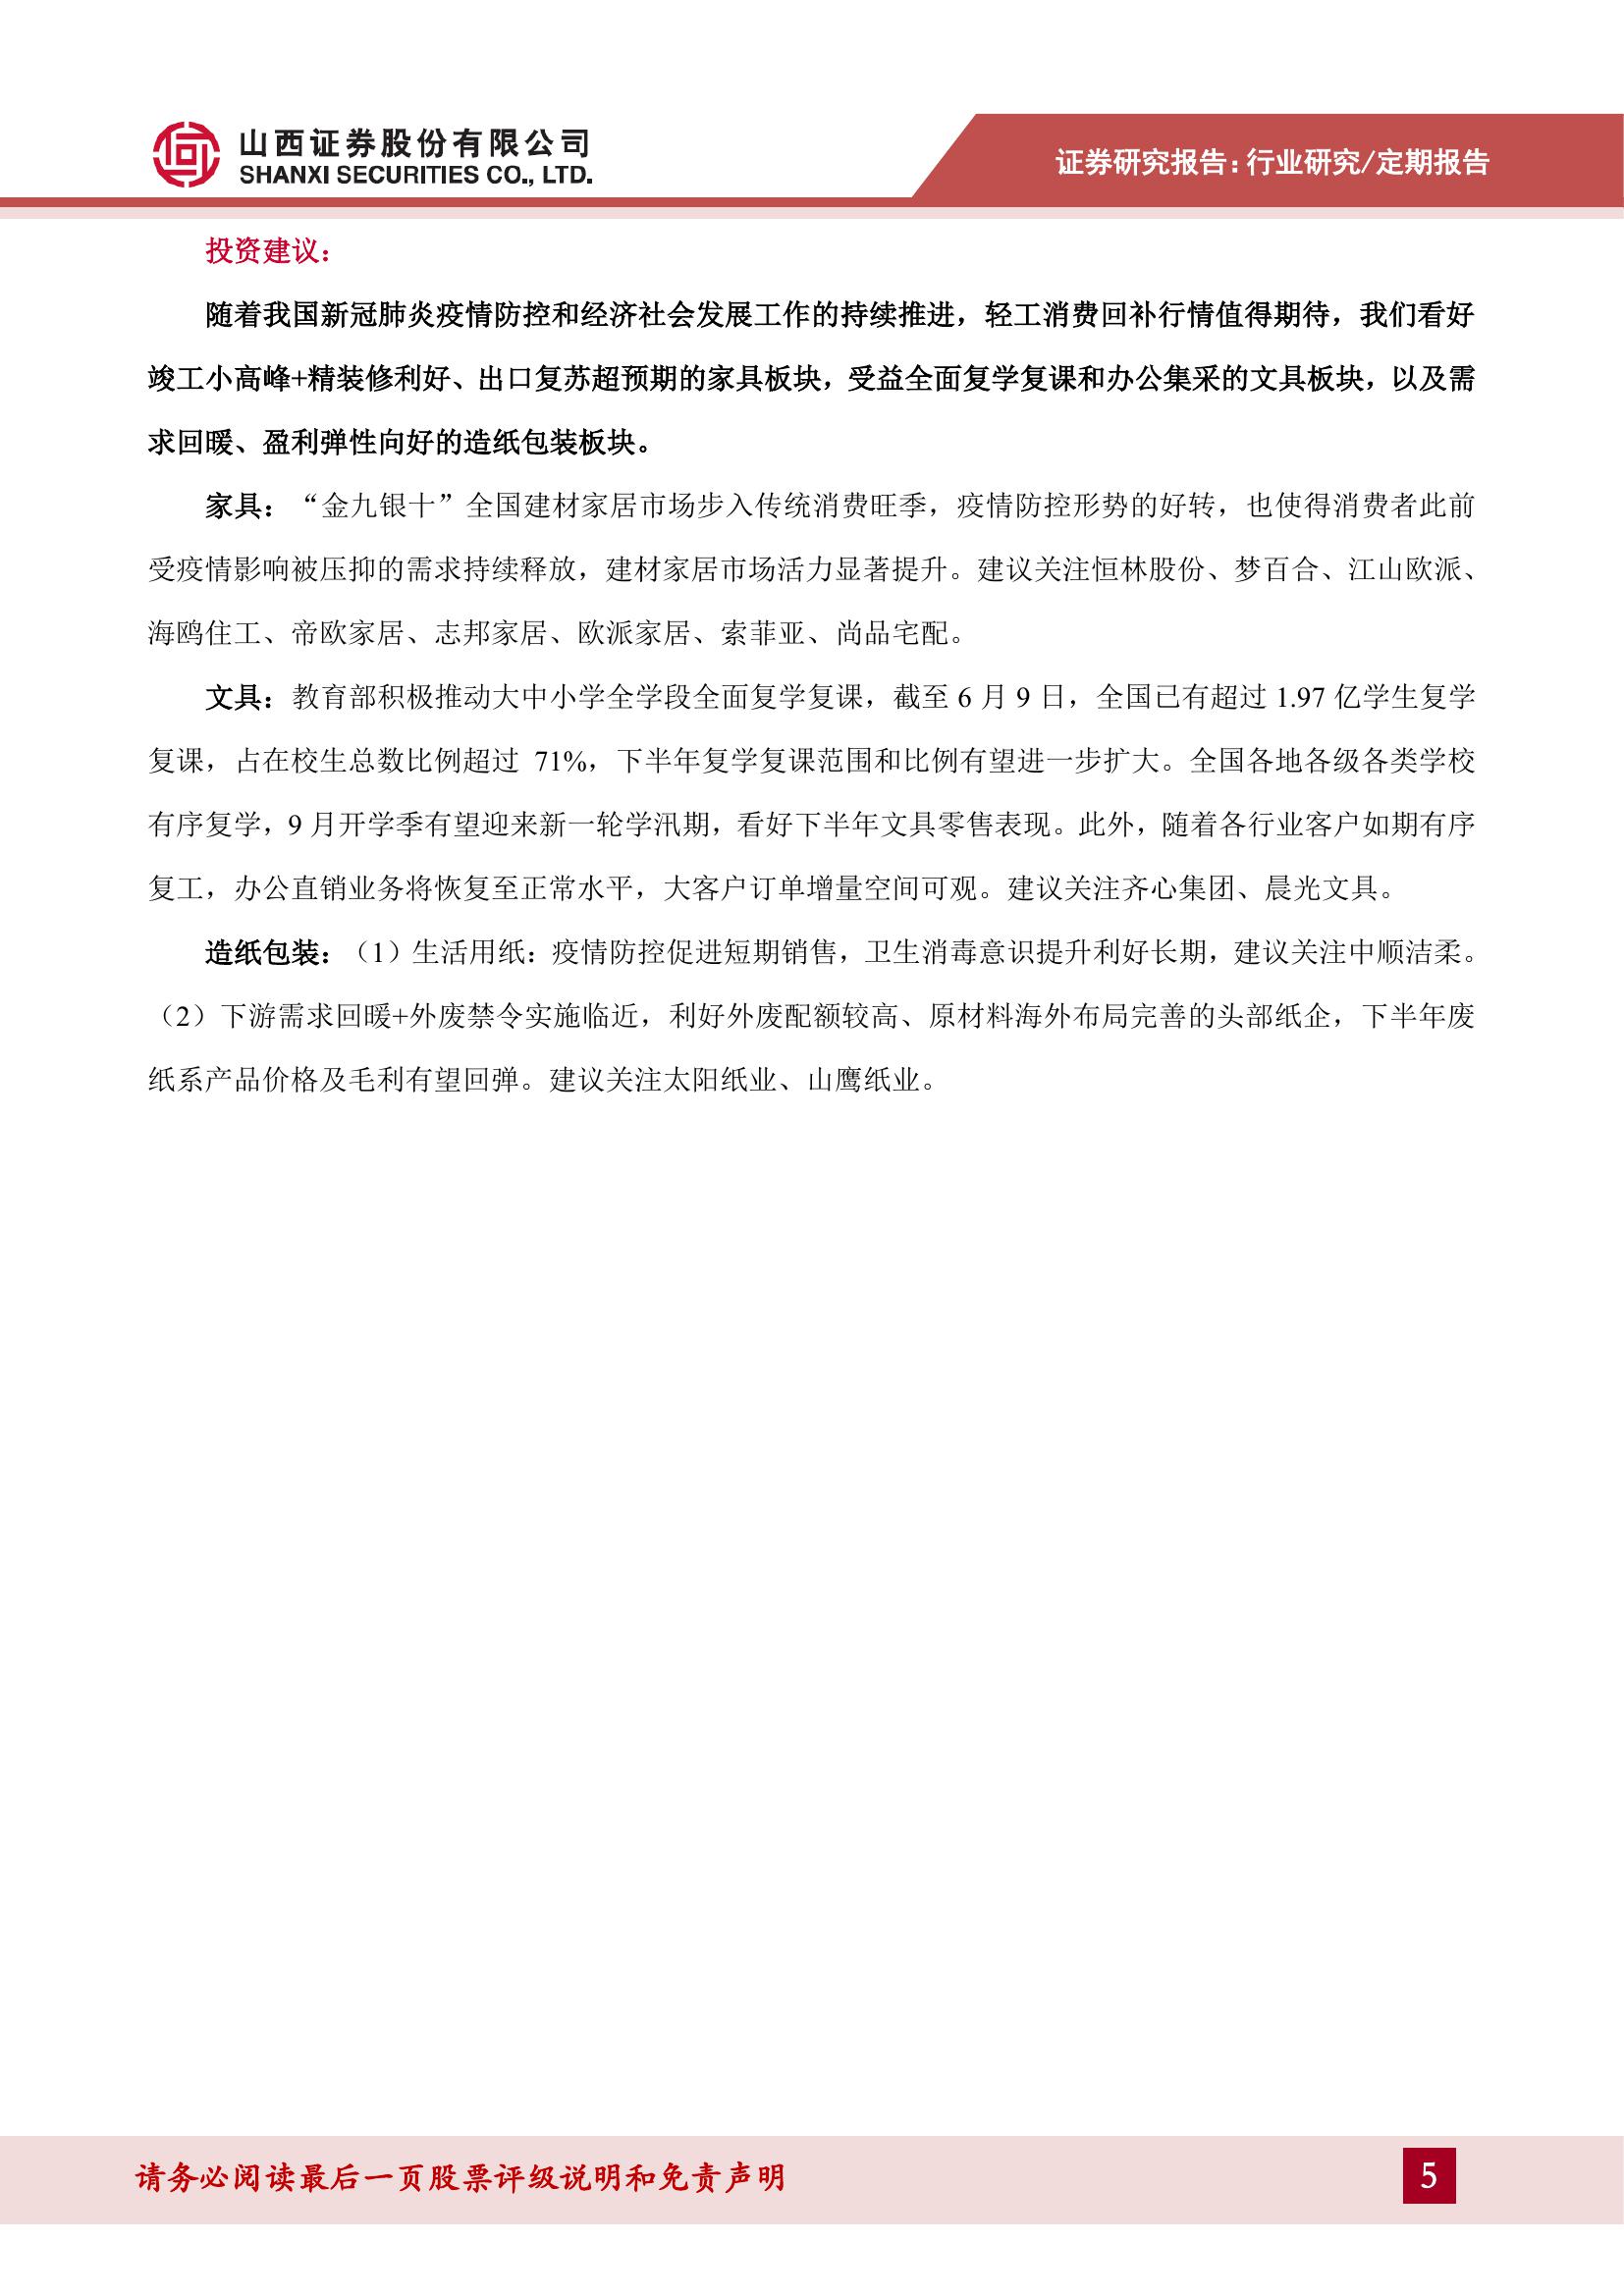 山西证券股份有限公司
SHANXI SECURITIES CO., LTD.
证券研究报告：行业研究/定期报告
投资建议：
随着我国新冠肺炎疫情防控和经济社会发展工作的持续推进，轻工消费回补行情值得期待，我们看好
竣工小高峰+精装修利好、出口复苏超预期的家具板块，受益全面复学复课和办公集采的文具板块，以及需
求回暖、盈利弹性向好的造纸包装板块。
家具：“金九银十”全国建材家居市场步入传统消费旺季，疫情防控形势的好转，也使得消费者此前
受疫情影响被压抑的需求持续释放，建材家居市场活力显著提升。建议关注恒林股份、梦百合、江山欧派、
海鸥住工、帝欧家居、志邦家居、欧派家居、索菲亚、尚品宅配。
文具：教育部积极推动大中小学全学段全面复学复课，截至 6 月 9 日，全国已有超过 1.97 亿学生复学
复课，占在校生总数比例超过 71%，下半年复学复课范围和比例有望进一步扩大。全国各地各级各类学校
有序复学，9 月开学季有望迎来新一轮学汛期，看好下半年文具零售表现。此外，随着各行业客户如期有序
复工，办公直销业务将恢复至正常水平，大客户订单增量空间可观。建议关注齐心集团、晨光文具。
造纸包装：（1）生活用纸：疫情防控促进短期销售，卫生消毒意识提升利好长期，建议关注中顺洁柔。
（2）下游需求回暖+外废禁令实施临近，利好外废配额较高、原材料海外布局完善的头部纸企，下半年废
纸系产品价格及毛利有望回弹。建议关注太阳纸业、山鹰纸业。
请务必阅读最后一页股票评级说明和免责声明
5